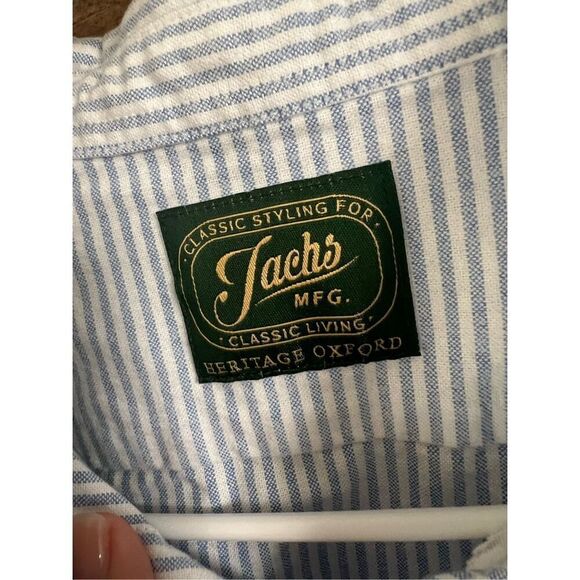 CLASSIC STYLING FOR
Jachs
MFG.
CLASSIC LIVING
HERITAGE OXFORD